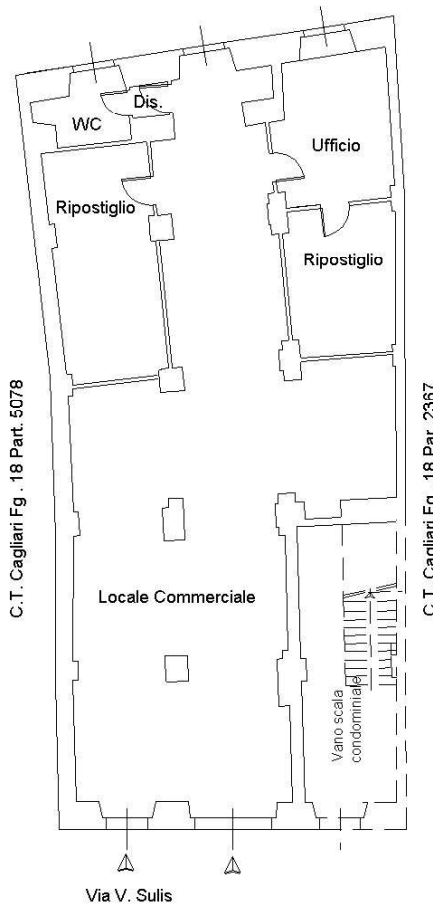 Dis.
WC
Ufficio
Ripostiglio
Ripostiglio
C.T. Cagliari Fg . 18 Part. 5078
C.T. Cagliari Fg . 18 Par. 2367
Locale Commerciale
Vano scala
condominiale
Via V. Sulis